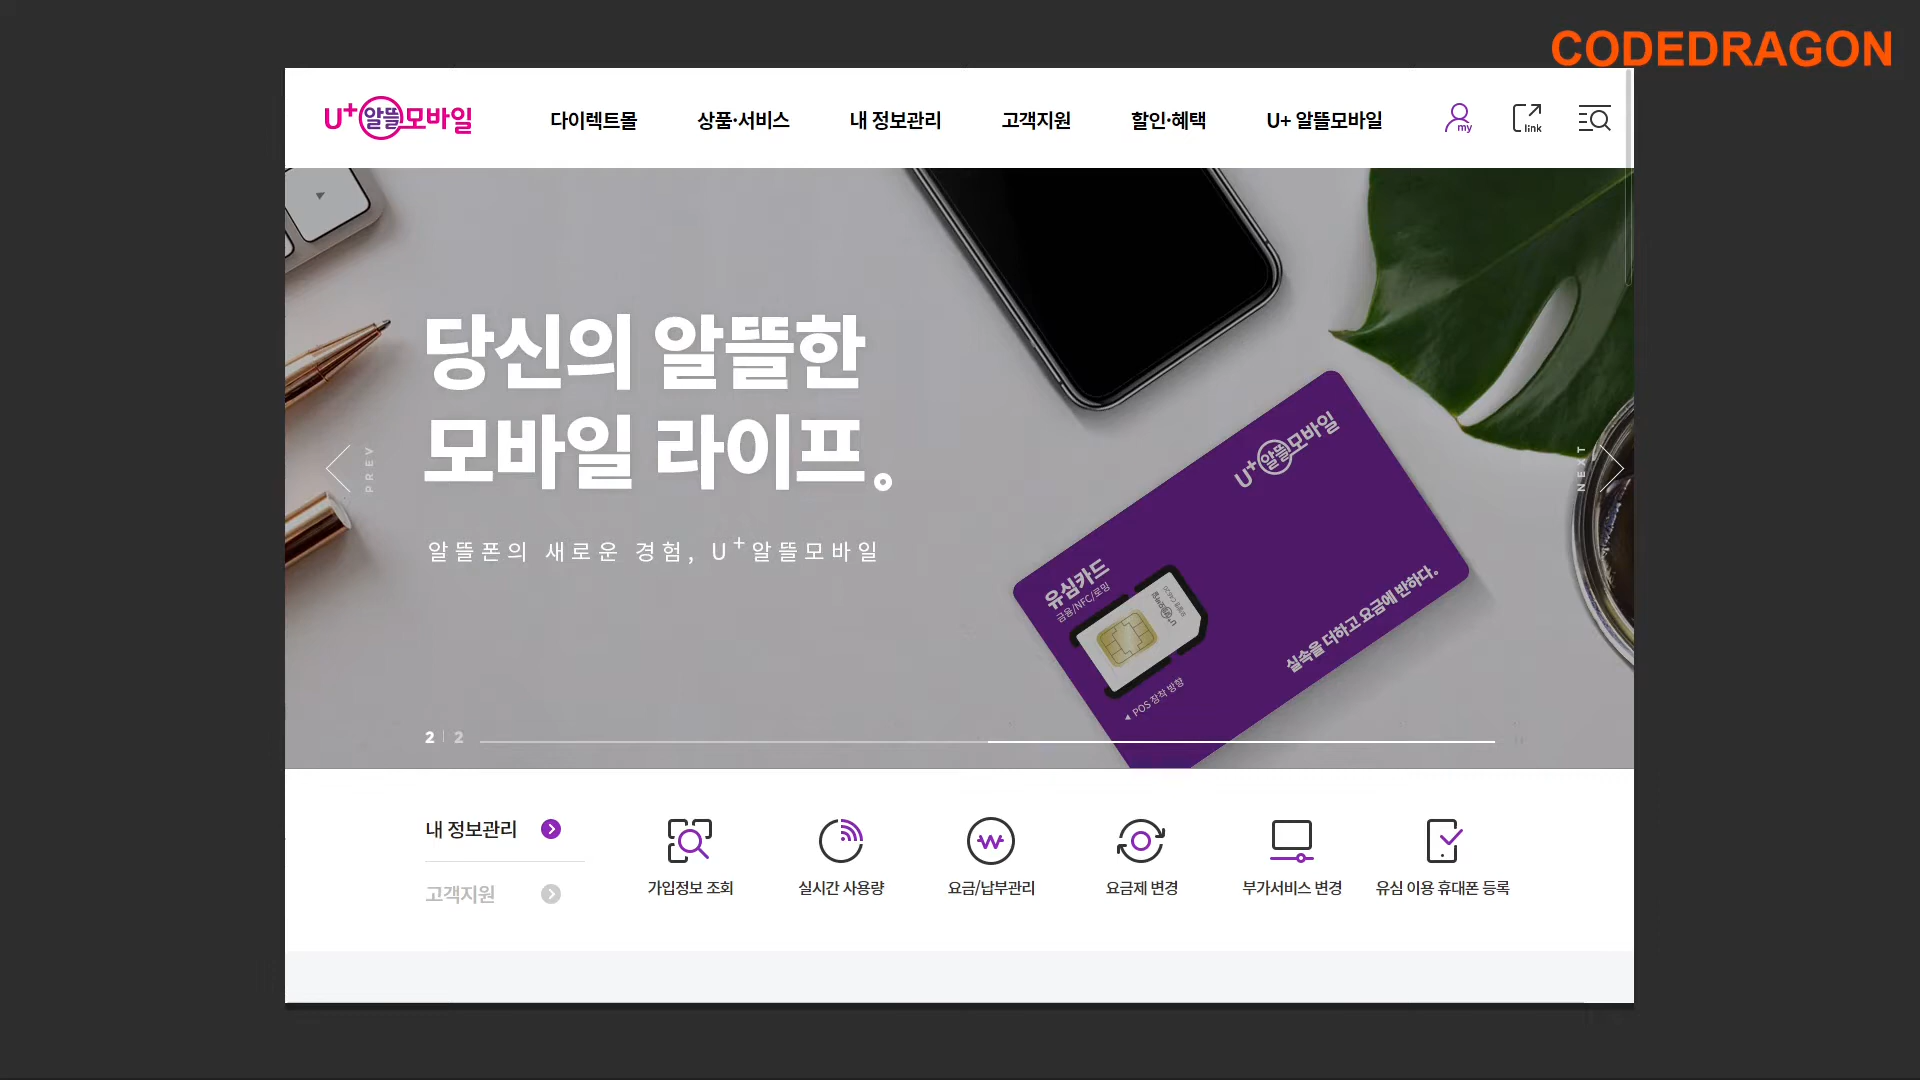 CODEDRAGON
U+알뜰모바일
다이렉트몰
상품·서비스
내 정보관리
고객지원
할인·혜택
U+ 알뜰모바일
my
link
당신의 알뜰한
모바일 라이프.
알뜰폰의 새로운 경험, U+알뜰모바일
PREV
NEXT
U+알뜰모바일
유심카드
금융/NFC/로밍
U+알뜰모바일
◀ POS 장착 방향
실속을 더하고 요금에 반하다.
2 | 2
내 정보관리
고객지원
가입정보 조회
실시간 사용량
요금/납부관리
요금제 변경
부가서비스 변경
유심 이용 휴대폰 등록